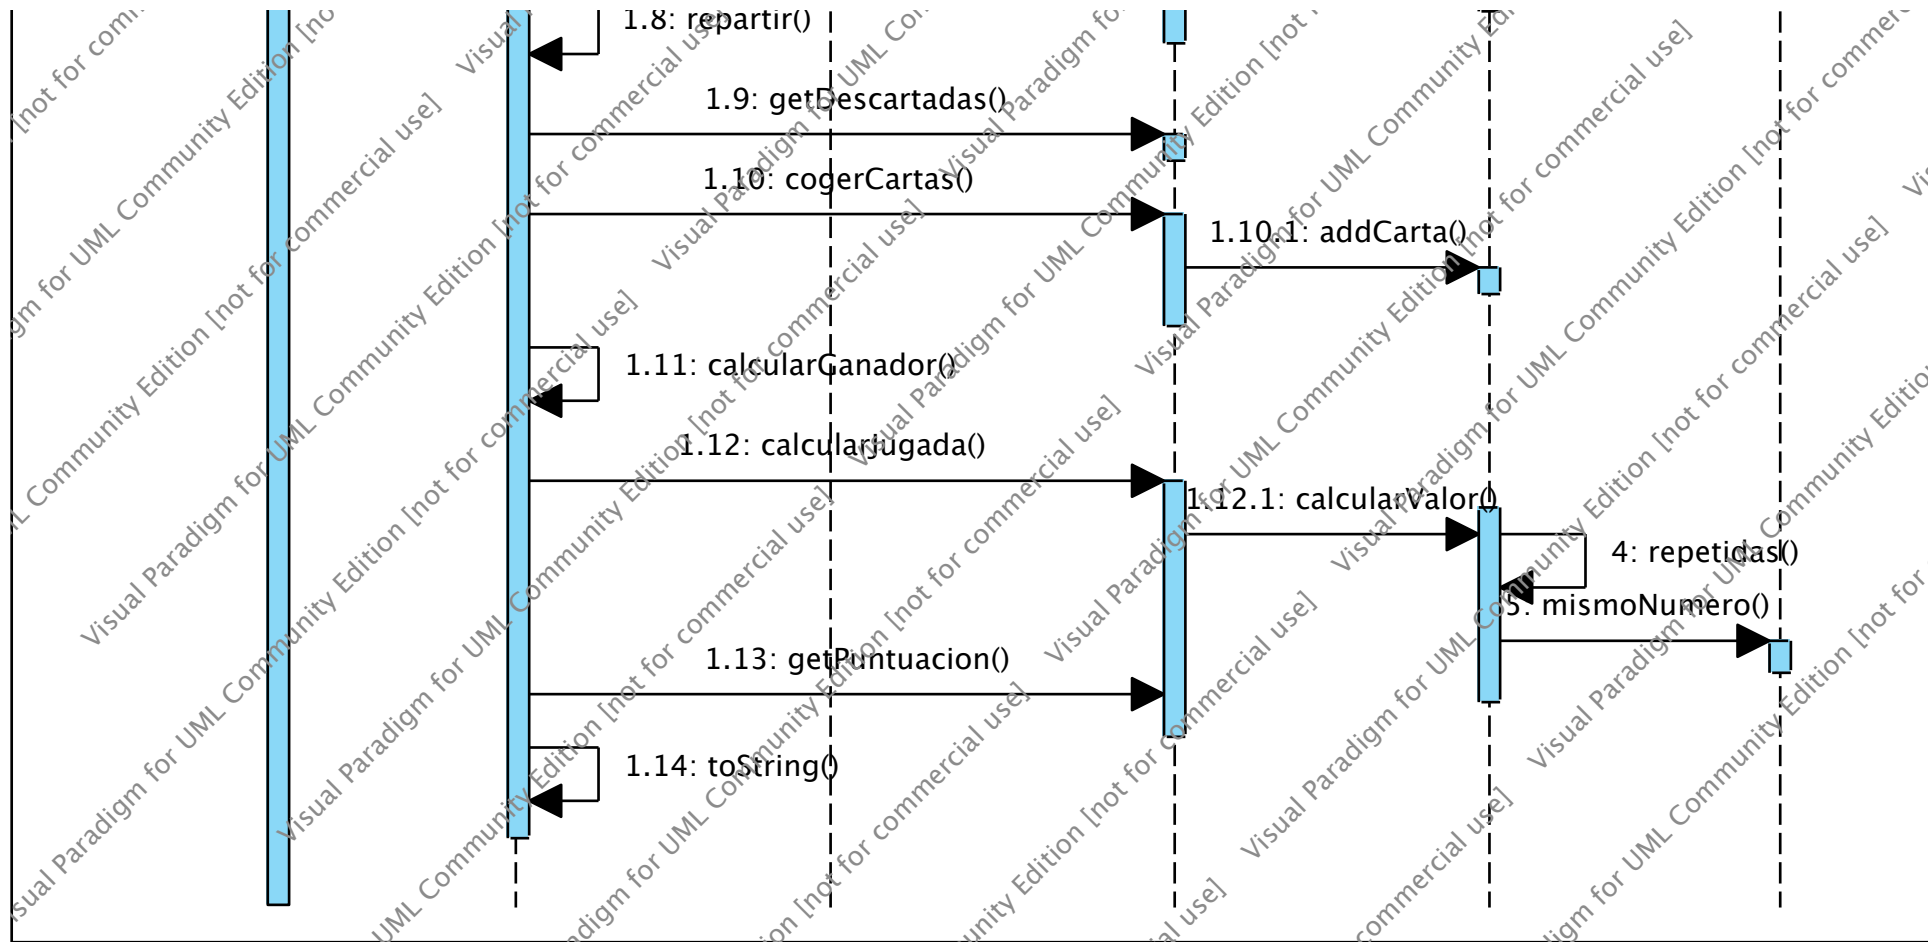 1.8: repartir()
1.9: getDescartadas()
1.10: cogerCartas()
1.10.1: addCarta()
1.11: calcularGanador()
1.12: calcularJugada()
1.12.1: calcularValor()
4: repetidas()
5: mismoNumero()
1.13: getPuntuacion()
1.14: toString()
Visual Paradigm for UML Community Edition [not for commercial use]